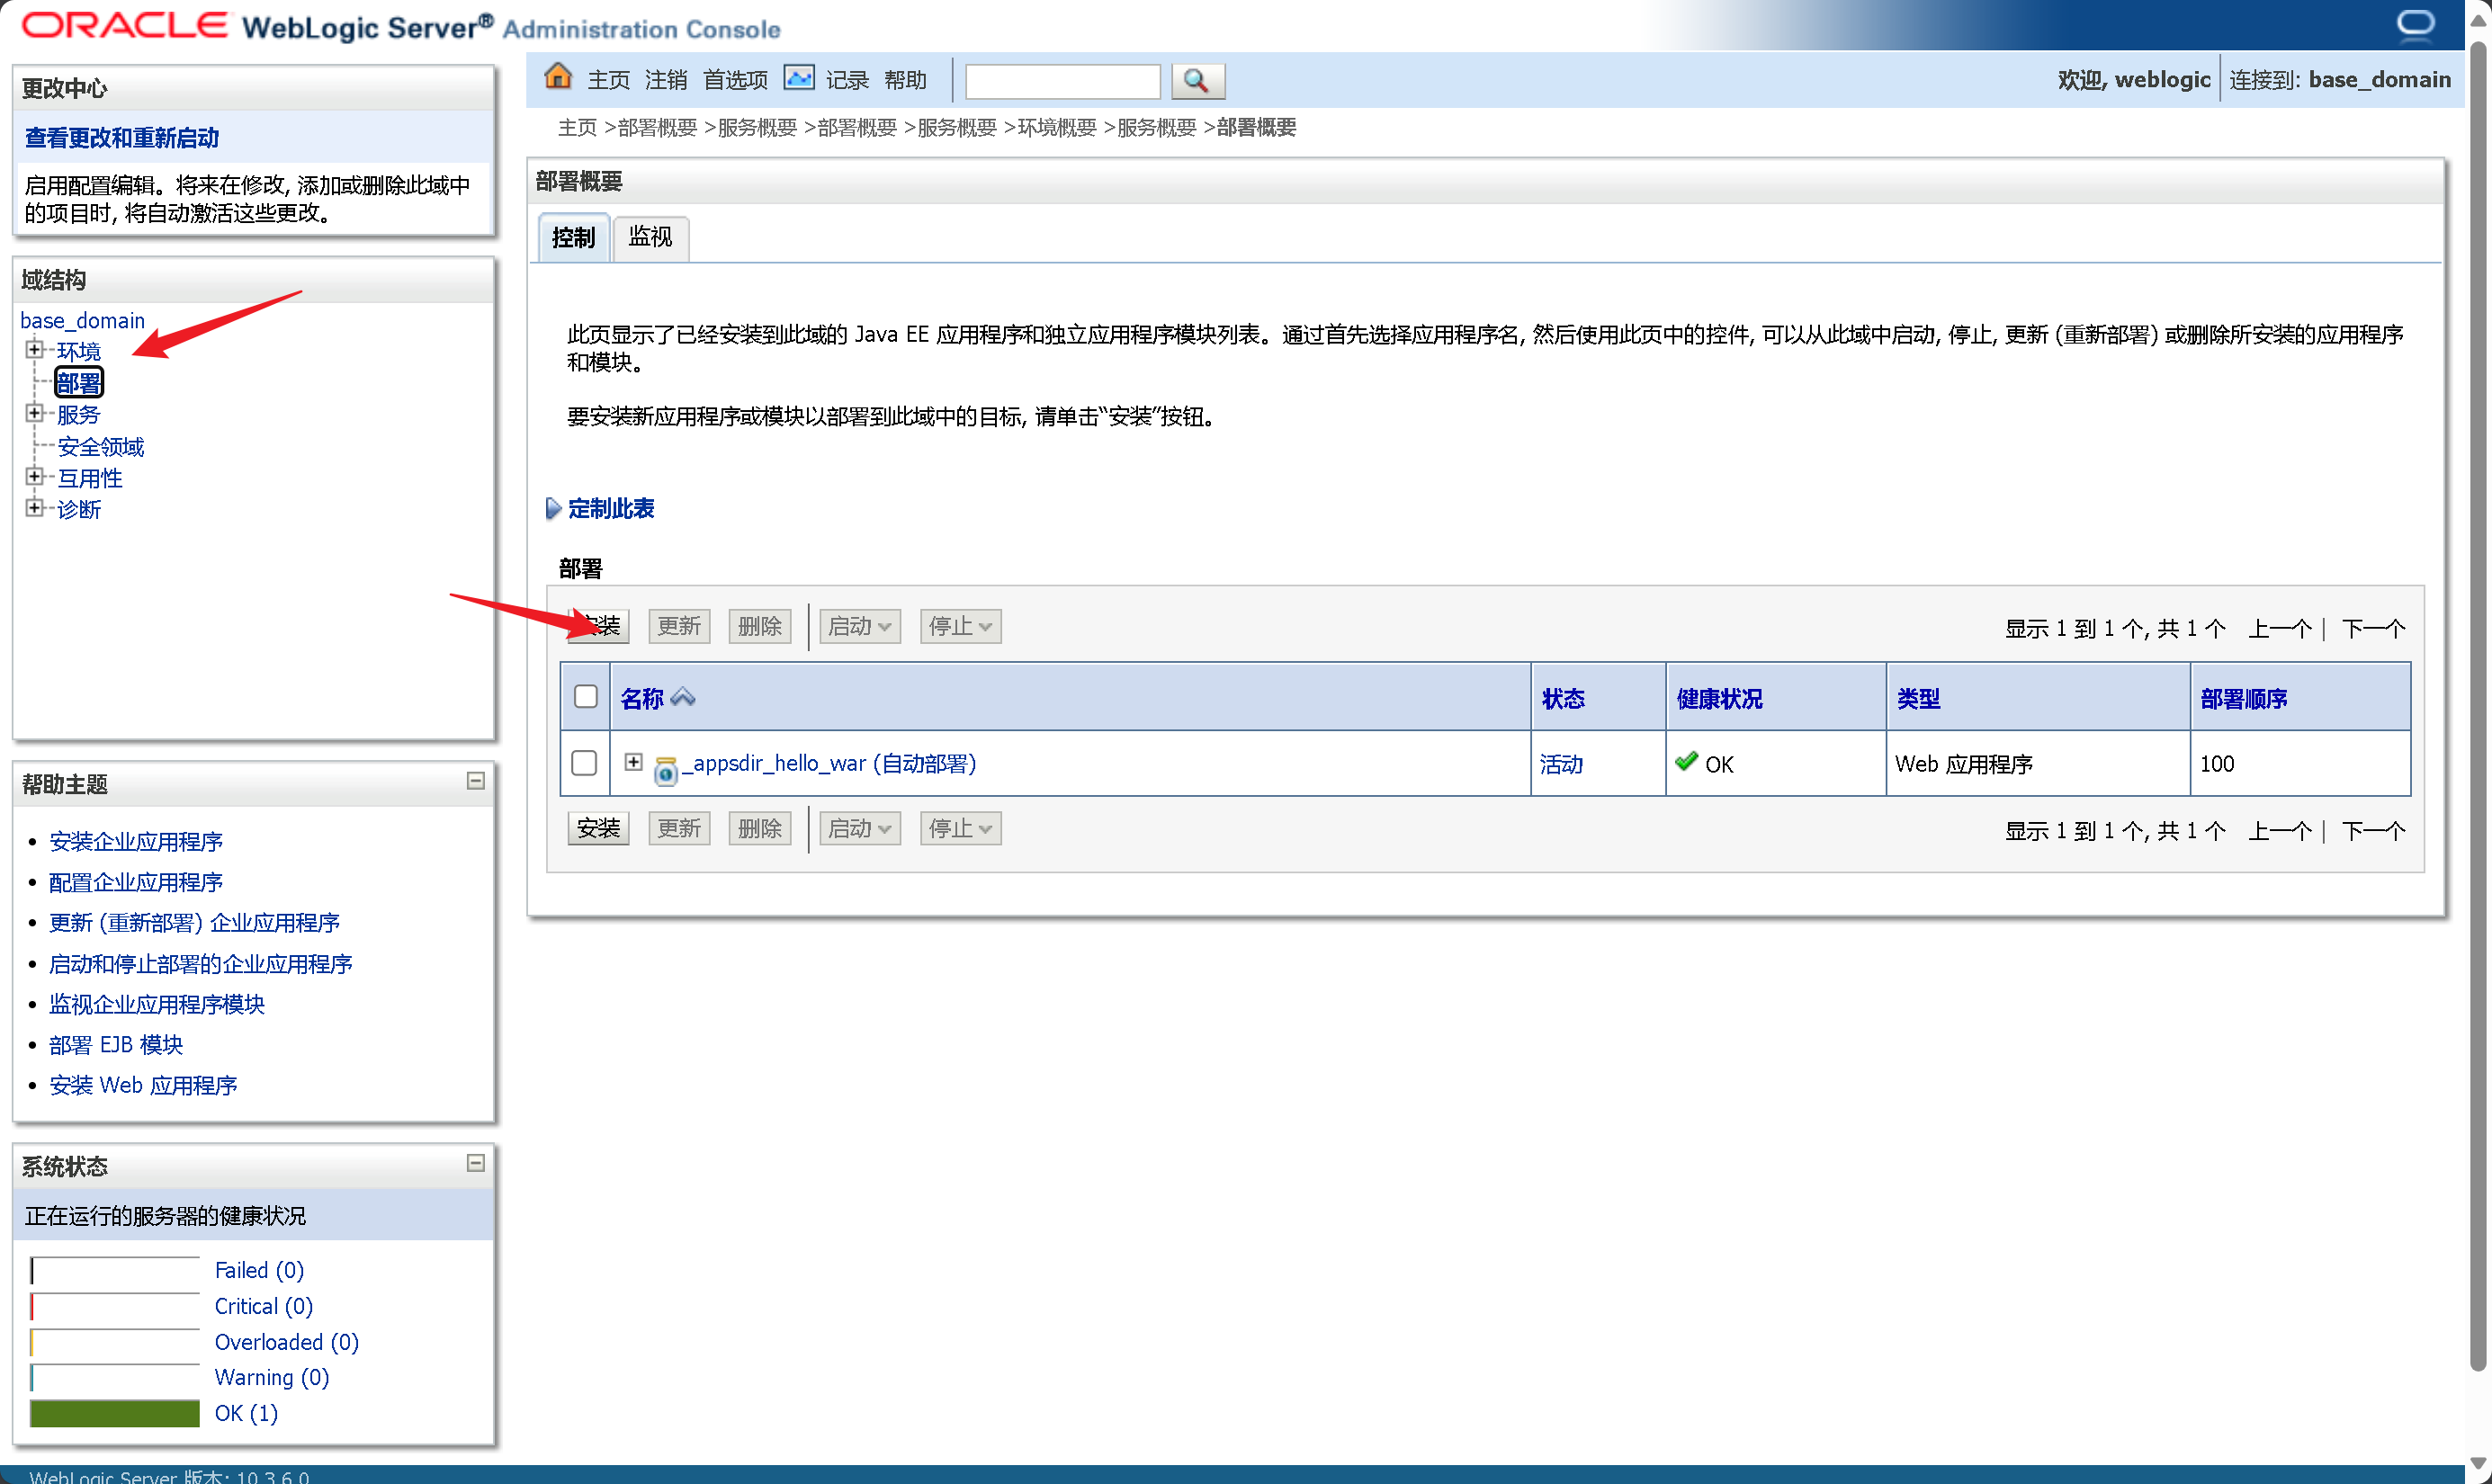 ORACLE WebLogic Server® Administration Console
更改中心
查看更改和重新启动
启用配置编辑。将来在修改, 添加或删除此域中
的项目时, 将自动激活这些更改。
域结构
base_domain
环境
部署
服务
安全领域
互用性
诊断
帮助主题
安装企业应用程序
配置企业应用程序
更新 (重新部署) 企业应用程序
启动和停止部署的企业应用程序
监视企业应用程序模块
部署 EJB 模块
安装 Web 应用程序
系统状态
正在运行的服务器的健康状况
Failed (0)
Critical (0)
Overloaded (0)
Warning (0)
OK (1)
主页 注销 首选项 记录 帮助
欢迎, weblogic 连接到: base_domain
主页 >部署概要 >服务概要 >部署概要 >服务概要 >环境概要 >服务概要 >部署概要
部署概要
控制 监视
此页显示了已经安装到此域的 Java EE 应用程序和独立应用程序模块列表。通过首先选择应用程序名, 然后使用此页中的控件, 可以从此域中启动, 停止, 更新 (重新部署) 或删除所安装的应用程序
和模块。
要安装新应用程序或模块以部署到此域中的目标, 请单击“安装”按钮。
定制此表
部署
安装 更新 删除 启动 停止 显示 1 到 1 个, 共 1 个 上一个 | 下一个
名称 状态 健康状况 类型 部署顺序
_appsdir_hello_war (自动部署) 活动 OK Web 应用程序 100
安装 更新 删除 启动 停止 显示 1 到 1 个, 共 1 个 上一个 | 下一个
WebLogic Server 版本: 10.3.6.0